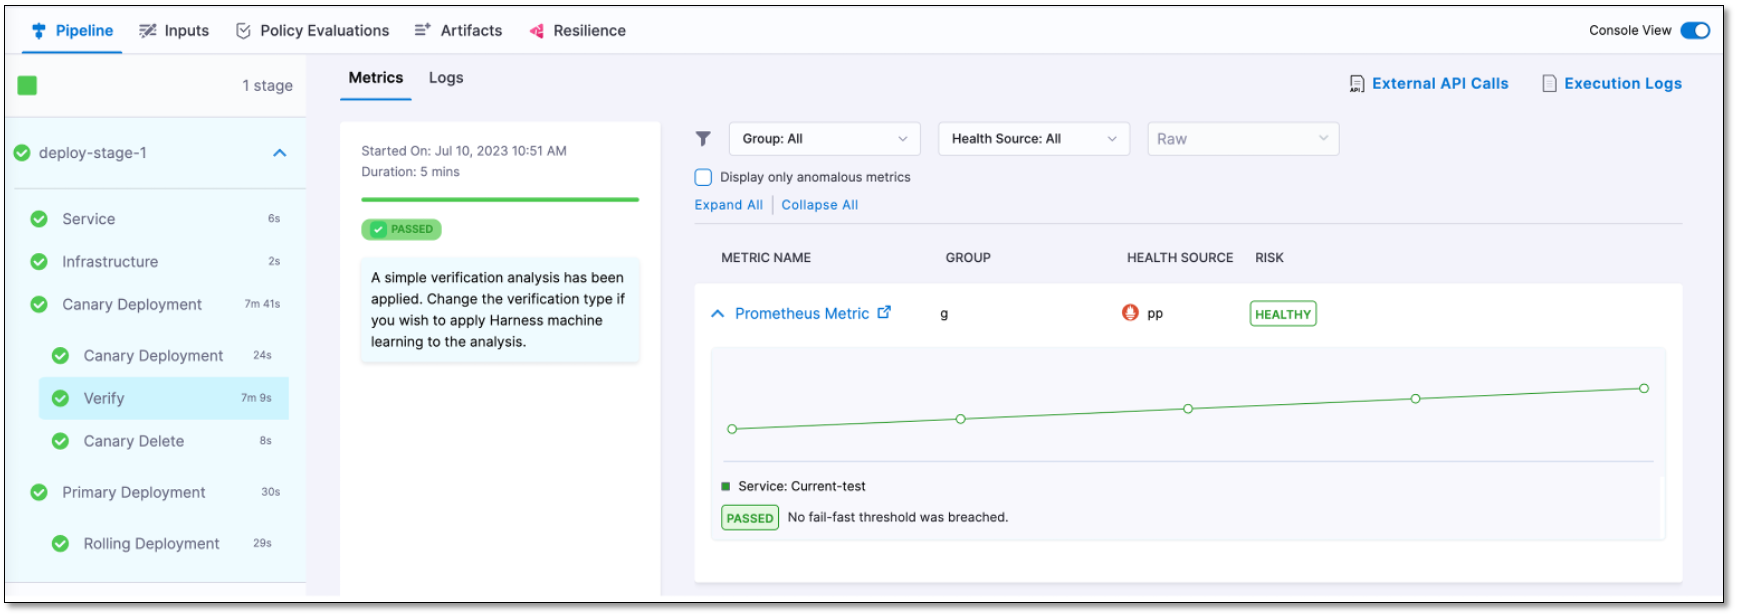 Pipeline Inputs Policy Evaluations Artifacts Resilience Console View
1 stage
deploy-stage-1
Service 6s
Infrastructure 2s
Canary Deployment 7m 41s
Canary Deployment 24s
Verify 7m 9s
Canary Delete 8s
Primary Deployment 30s
Rolling Deployment 29s
Metrics Logs
API External API Calls Execution Logs
Started On: Jul 10, 2023 10:51 AM
Duration: 5 mins
PASSED
A simple verification analysis has been
applied. Change the verification type if
you wish to apply Harness machine
learning to the analysis.
Group: All Health Source: All Raw
Display only anomalous metrics
Expand All Collapse All
METRIC NAME GROUP HEALTH SOURCE RISK
Prometheus Metric g pp HEALTHY
Service: Current-test
PASSED No fail-fast threshold was breached.